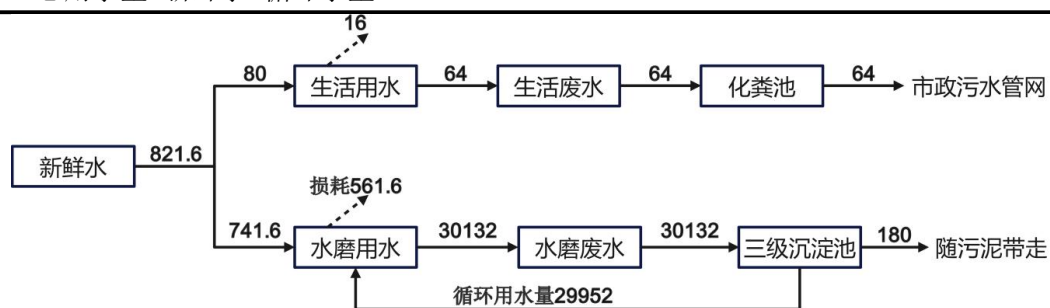 16
80
生活用水
64
生活废水
64
化粪池
64
市政污水管网
新鲜水
821.6
损耗561.6
741.6
水磨用水
30132
水磨废水
30132
三级沉淀池
180
随污泥带走
循环用水量29952